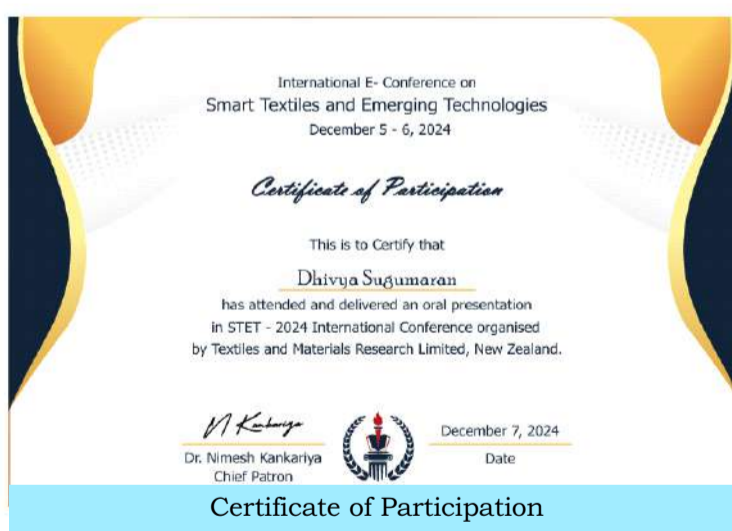 International E- Conference on
Smart Textiles and Emerging Technologies
December 5 - 6, 2024
Certificate of Participation
This is to Certify that
Dhivya Sugumaran
has attended and delivered an oral presentation
in STET - 2024 International Conference organised
by Textiles and Materials Research Limited, New Zealand.
N Kankariya
December 7, 2024
Dr. Nimesh Kankariya
Date
Chief Patron
Certificate of Participation